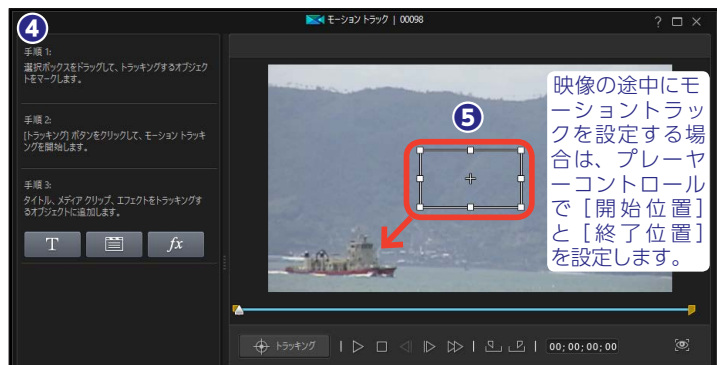 ④
モーション トラック | 00098
? □ ×
手順 1:
選択ボックスをドラッグして、トラッキングするオブジェク
トをマークします。
手順 2:
[トラッキング] ボタンをクリックして、モーション トラッキ
ングを開始します。
手順 3:
タイトル、メディア クリップ、エフェクトをトラッキングす
るオブジェクトに追加します。
T fx
⑤
映像の途中にモ
ーショントラッ
クを設定する場
合は、プレーヤ
ーコントロール
で[開始位置]
と[終了位置]
を設定します。
トラッキング
00;00;00;00